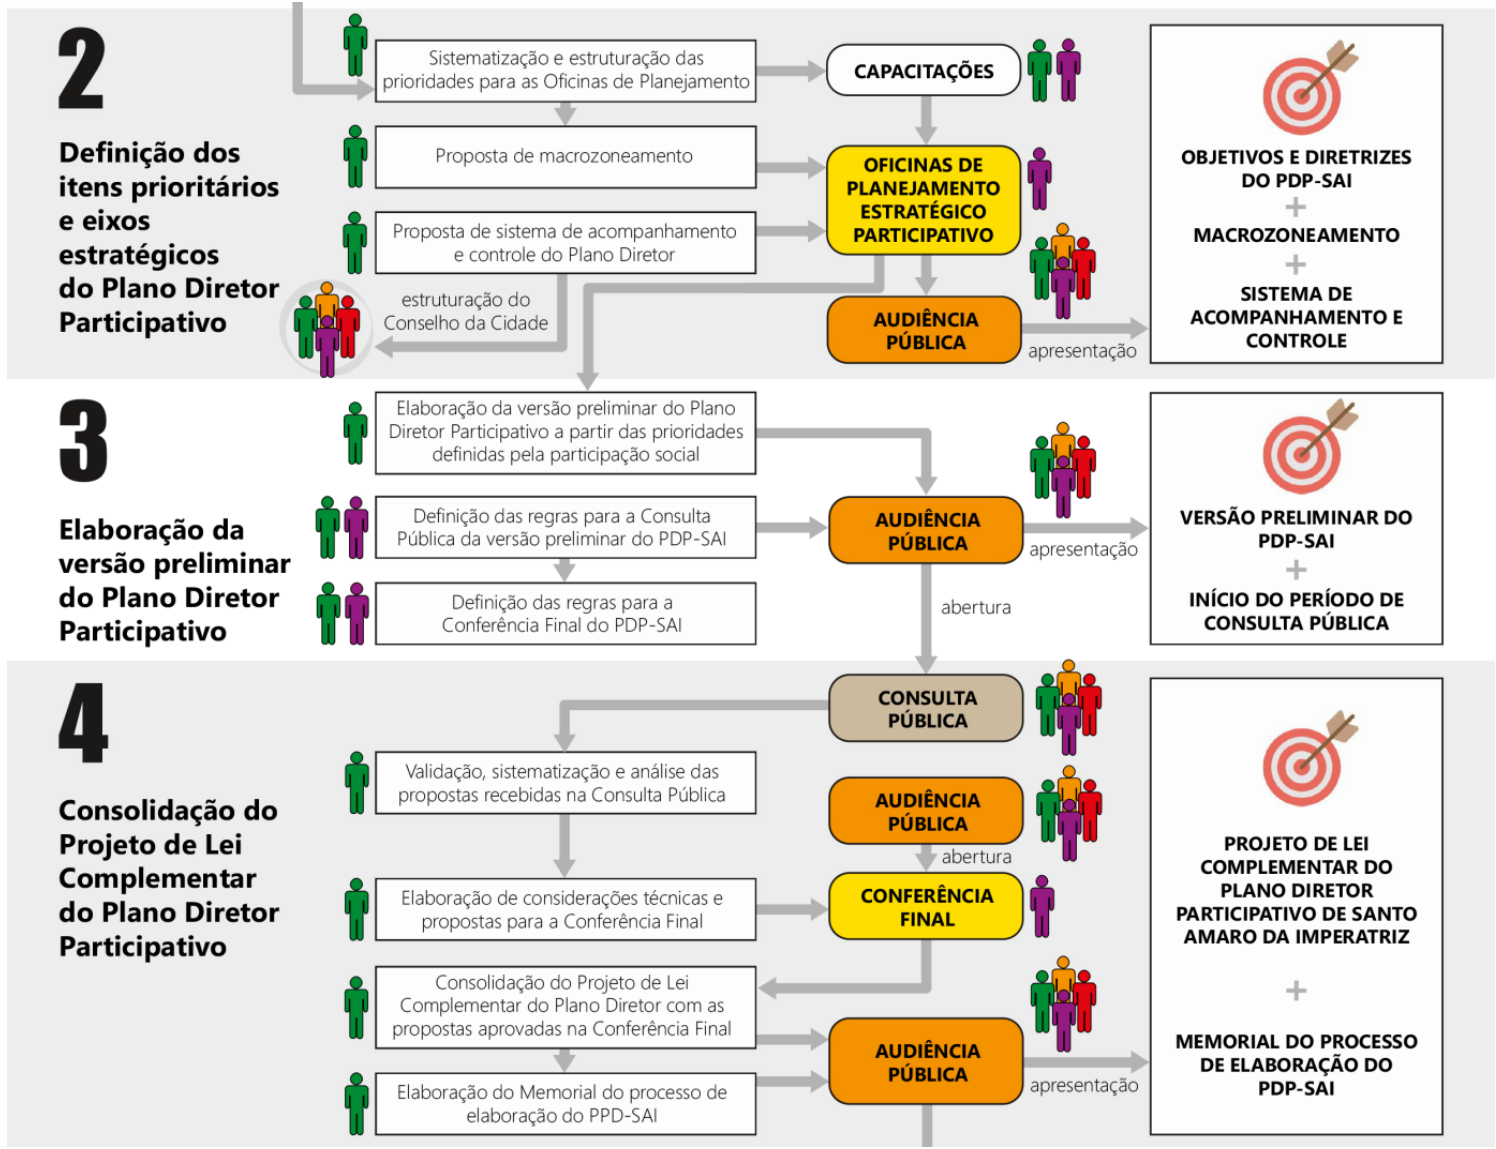 2
Definição dos
itens prioritários
e eixos
estratégicos
do Plano Diretor
Participativo
Sistematização e estruturação das
prioridades para as Oficinas de Planejamento
CAPACITAÇÕES
Proposta de macrozoneamento
OFICINAS DE
PLANEJAMENTO
ESTRATÉGICO
PARTICIPATIVO
Proposta de sistema de acompanhamento
e controle do Plano Diretor
estruturação do
Conselho da Cidade
AUDIÊNCIA
PÚBLICA
apresentação
OBJETIVOS E DIRETRIZES
DO PDP-SAI
+
MACROZONEAMENTO
+
SISTEMA DE
ACOMPANHAMENTO E
CONTROLE
3
Elaboração da
versão preliminar
do Plano Diretor
Participativo
Elaboração da versão preliminar do Plano
Diretor Participativo a partir das prioridades
definidas pela participação social
Definição das regras para a Consulta
Pública da versão preliminar do PDP-SAI
Definição das regras para a
Conferência Final do PDP-SAI
AUDIÊNCIA
PÚBLICA
apresentação
abertura
VERSÃO PRELIMINAR DO
PDP-SAI
+
INÍCIO DO PERÍODO DE
CONSULTA PÚBLICA
4
Consolidação do
Projeto de Lei
Complementar
do Plano Diretor
Participativo
CONSULTA
PÚBLICA
Validação, sistematização e análise das
propostas recebidas na Consulta Pública
AUDIÊNCIA
PÚBLICA
abertura
Elaboração de considerações técnicas e
propostas para a Conferência Final
CONFERÊNCIA
FINAL
Consolidação do Projeto de Lei
Complementar do Plano Diretor com as
propostas aprovadas na Conferência Final
Elaboração do Memorial do processo de
elaboração do PPD-SAI
AUDIÊNCIA
PÚBLICA
apresentação
PROJETO DE LEI
COMPLEMENTAR DO
PLANO DIRETOR
PARTICIPATIVO DE SANTO
AMARO DA IMPERATRIZ
+
MEMORIAL DO PROCESSO
DE ELABORAÇÃO DO
PDP-SAI